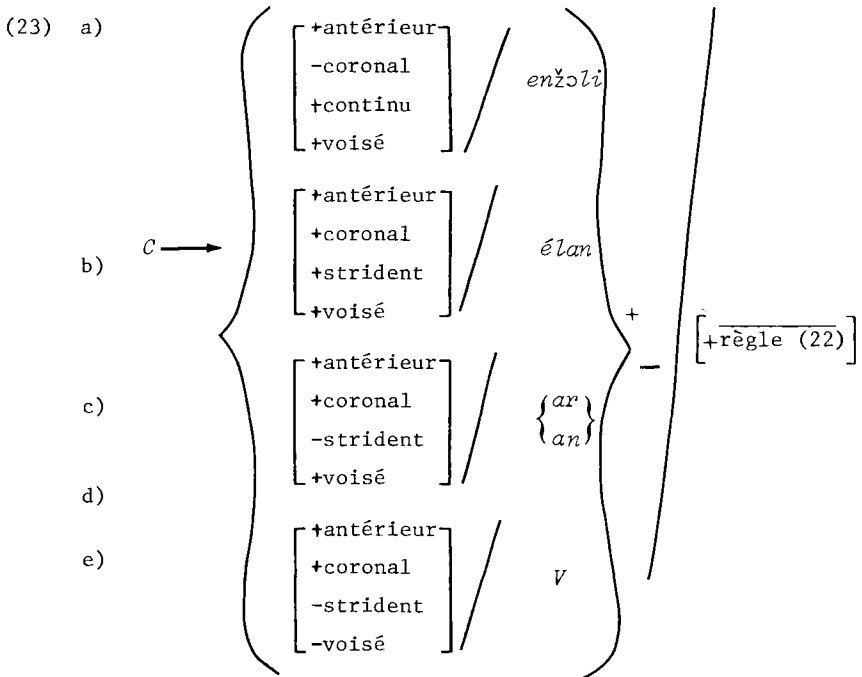 (23) a) [+antérieur
-coronal
+continu
+voisé] / enžɔli
b) C → [+antérieur
+coronal
+strident
+voisé] / élan
+
— / [+règle (22)]
c) [+antérieur
+coronal
-strident
+voisé] / {ar
an}
d)
e) [+antérieur
+coronal
-strident
-voisé] / V